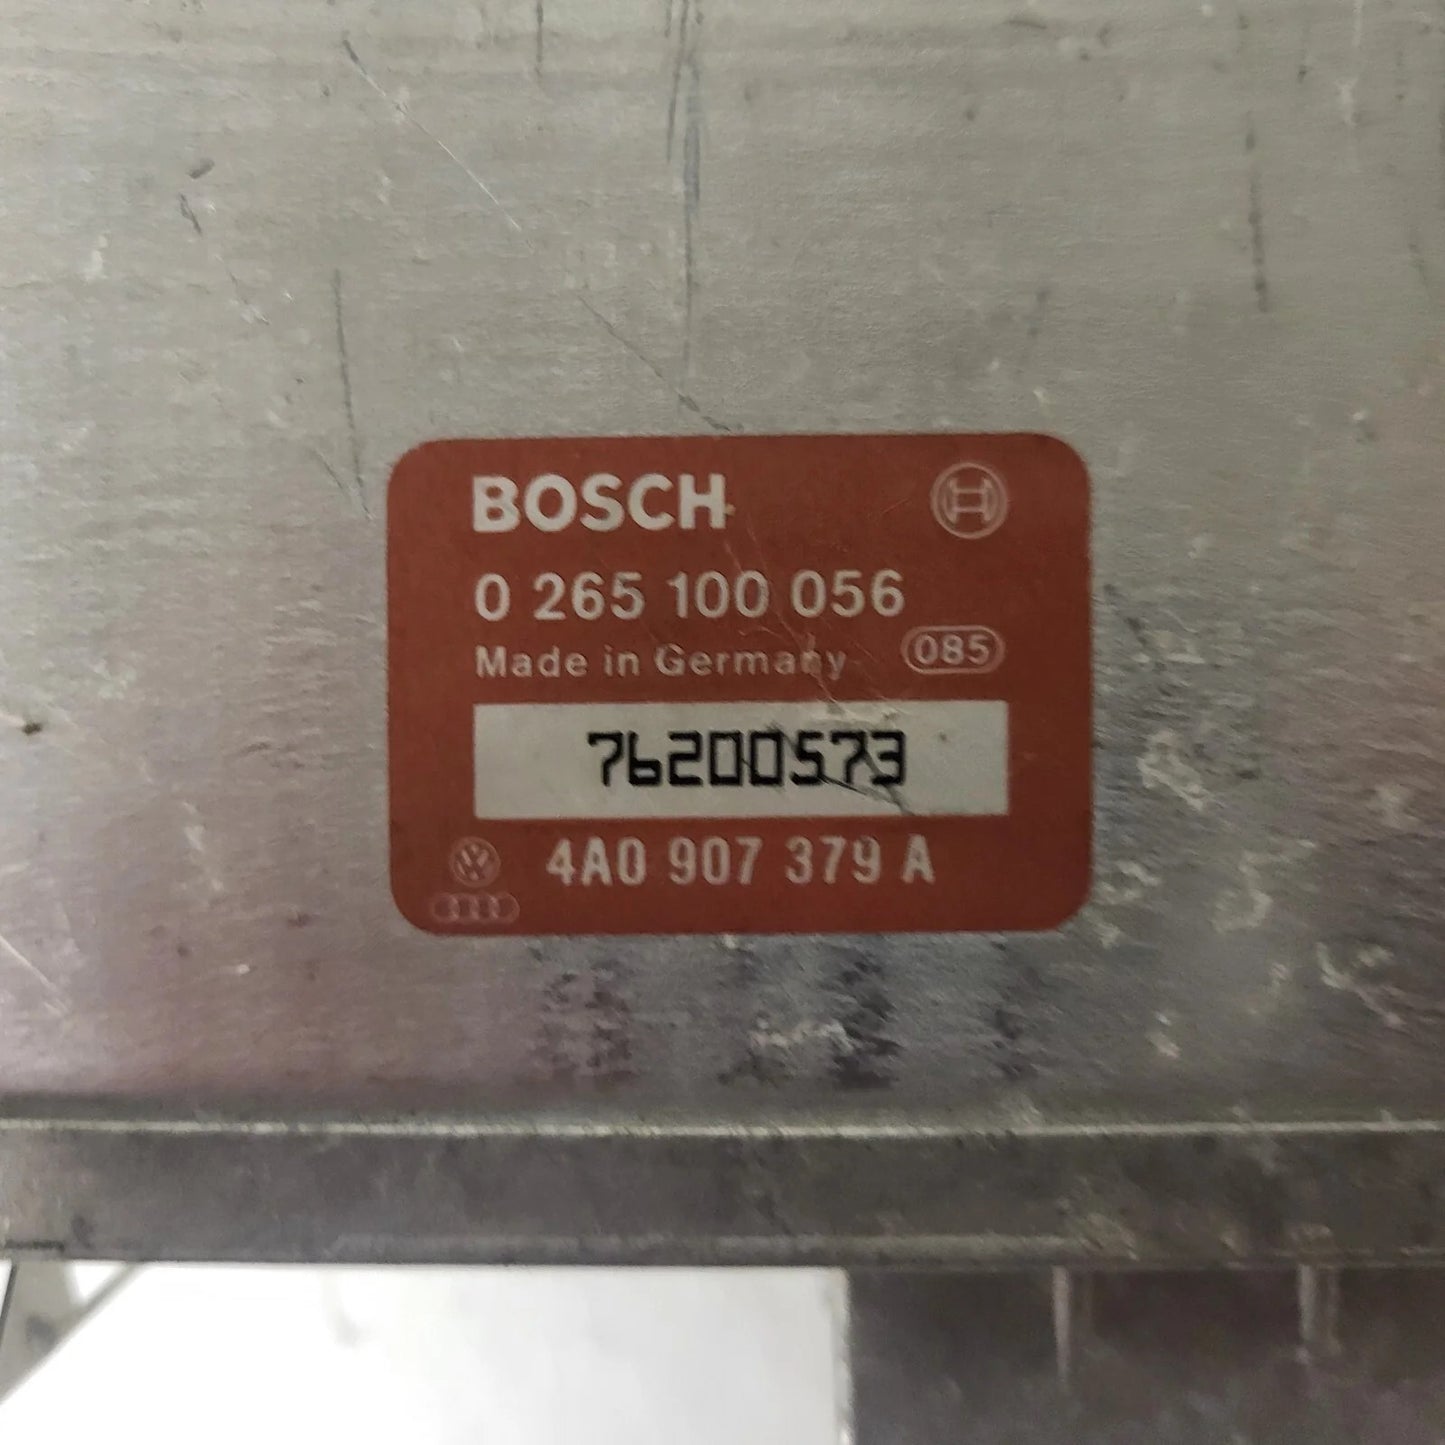 BOSCH
0 265 100 056
Made in Germany 085
76200573
4A0 907 379 A